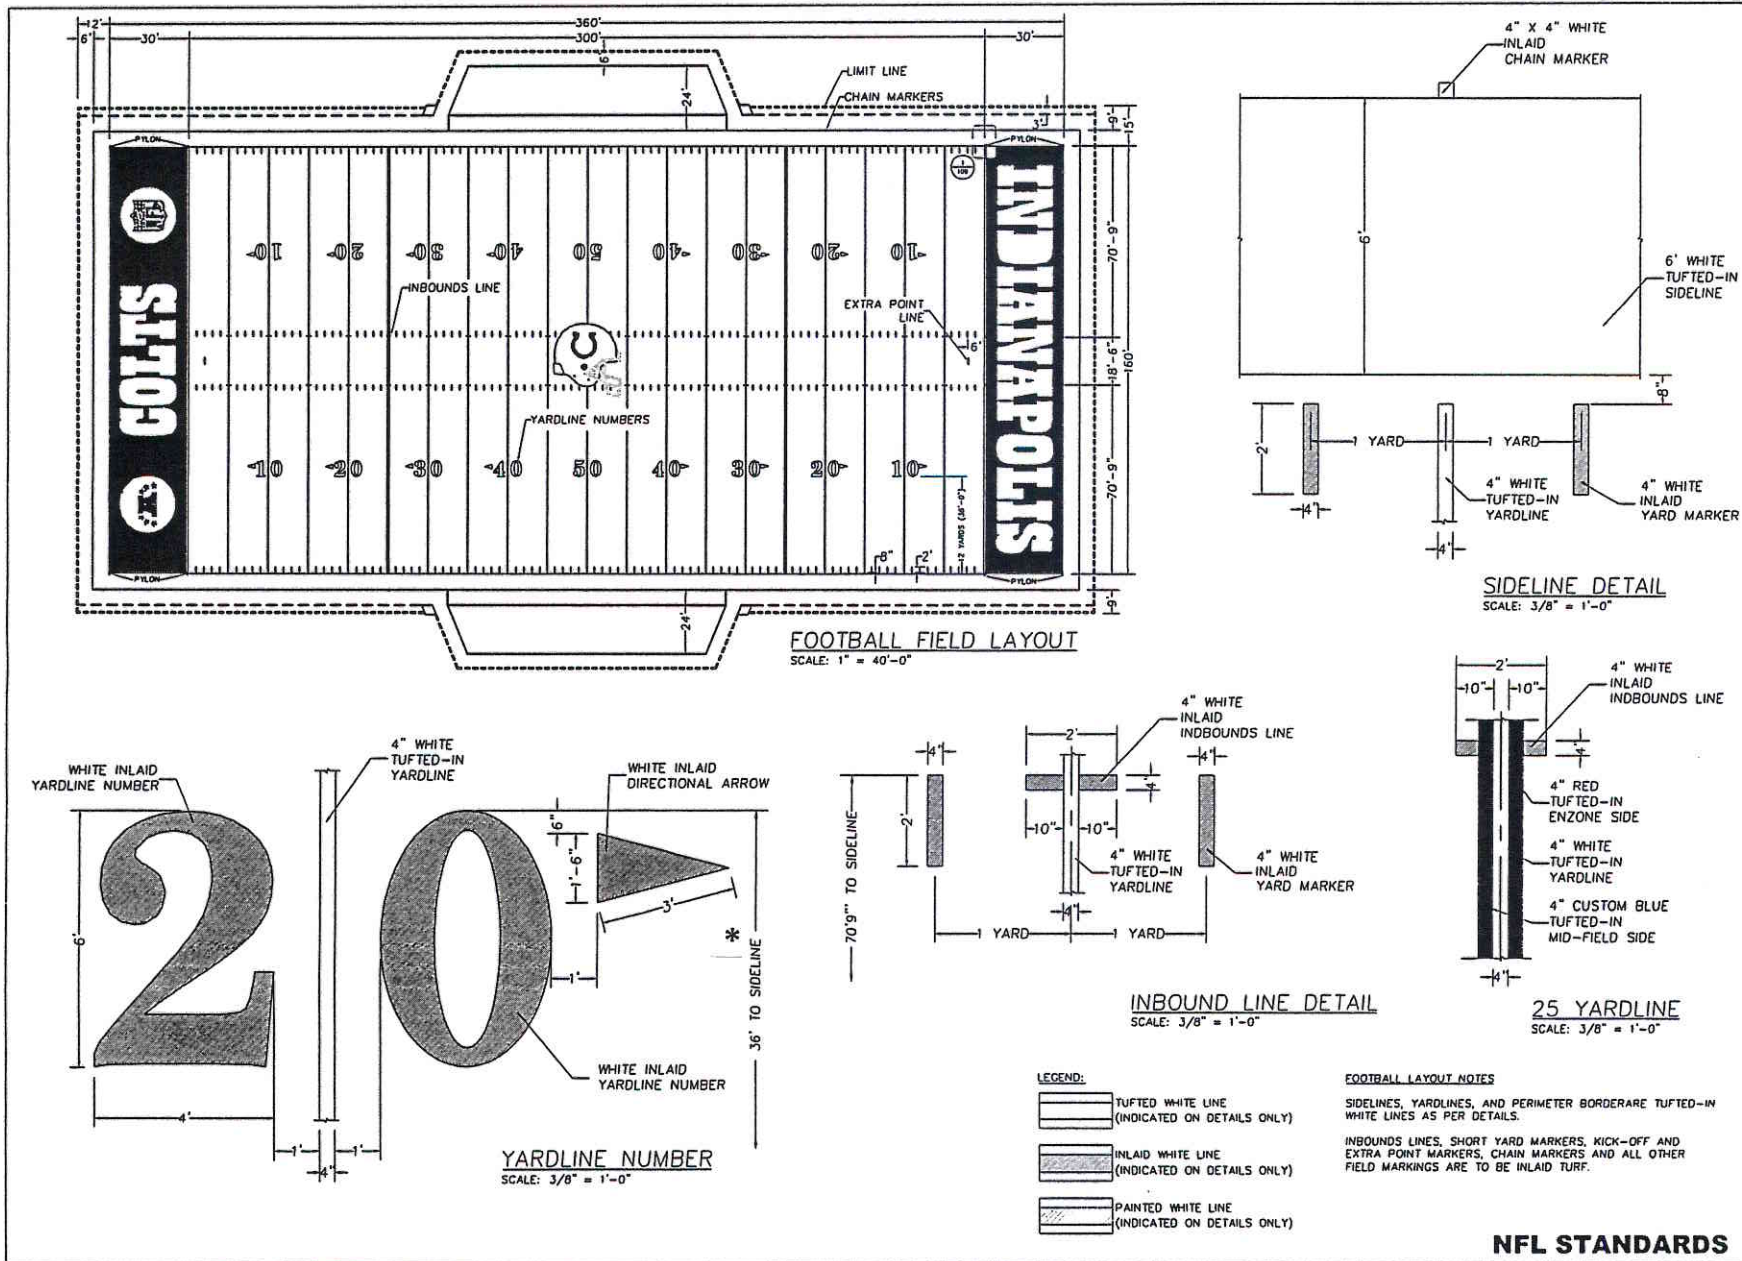 12'
360'
6'
30'
300'
30'
6'
24'
LIMIT LINE
CHAIN MARKERS
3'
9'
15'
PYLON
PYLON
COLTS
INDIANAPOLIS
10 20 30 40 50 40 30 20 10
INBOUNDS LINE
EXTRA POINT
LINE
6'
70'-9"
18'-6"
160'
YARDLINE NUMBERS
10 20 30 40 50 40 30 20 10
70'-9"
12 YARDS (36'-0")
8"
2'
PYLON
PYLON
9'
24'
FOOTBALL FIELD LAYOUT
SCALE: 1" = 40'-0"
4" X 4" WHITE
INLAID
CHAIN MARKER
6'
6' WHITE
TUFTED-IN
SIDELINE
8"
2'
1 YARD
1 YARD
4"
4" WHITE
TUFTED-IN
YARDLINE
4" WHITE
INLAID
YARD MARKER
4"
SIDELINE DETAIL
SCALE: 3/8" = 1'-0"
WHITE INLAID
YARDLINE NUMBER
4" WHITE
TUFTED-IN
YARDLINE
WHITE INLAID
DIRECTIONAL ARROW
20
6'
6"
1'-6"
3'
*
1'
36' TO SIDELINE
WHITE INLAID
YARDLINE NUMBER
4'
1'
1'
4"
YARDLINE NUMBER
SCALE: 3/8" = 1'-0"
4" WHITE
INLAID
INDBOUNDS LINE
4"
2'
4"
4"
2'
10"
10"
70'9"' TO SIDELINE
4" WHITE
TUFTED-IN
YARDLINE
4" WHITE
INLAID
YARD MARKER
4"
1 YARD
1 YARD
INBOUND LINE DETAIL
SCALE: 3/8" = 1'-0"
2'
10"
10"
4" WHITE
INLAID
INDBOUNDS LINE
4"
4" RED
TUFTED-IN
ENZONE SIDE
4" WHITE
TUFTED-IN
YARDLINE
4" CUSTOM BLUE
TUFTED-IN
MID-FIELD SIDE
4"
25 YARDLINE
SCALE: 3/8" = 1'-0"
LEGEND:
TUFTED WHITE LINE
(INDICATED ON DETAILS ONLY)
INLAID WHITE LINE
(INDICATED ON DETAILS ONLY)
PAINTED WHITE LINE
(INDICATED ON DETAILS ONLY)
FOOTBALL LAYOUT NOTES
SIDELINES, YARDLINES, AND PERIMETER BORDERARE TUFTED-IN
WHITE LINES AS PER DETAILS.
INBOUNDS LINES, SHORT YARD MARKERS, KICK-OFF AND
EXTRA POINT MARKERS, CHAIN MARKERS AND ALL OTHER
FIELD MARKINGS ARE TO BE INLAID TURF.
NFL STANDARDS